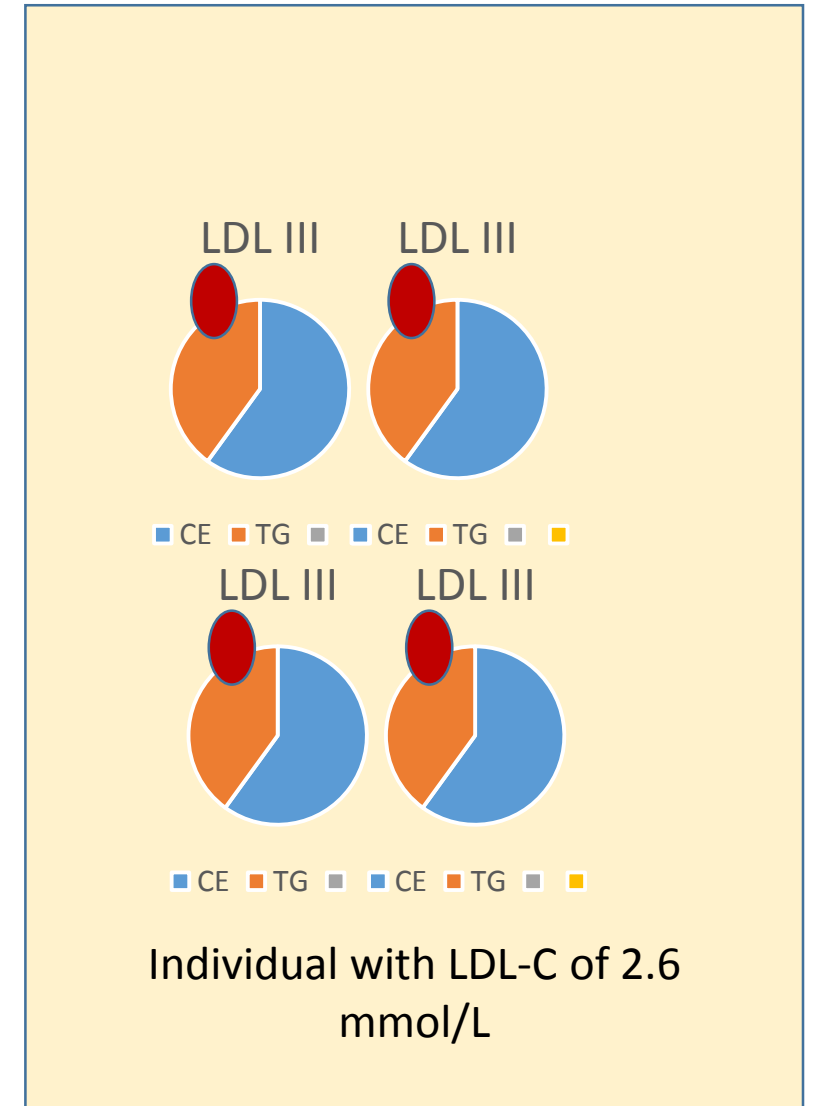 LDL III LDL III
CE TG CE TG
LDL III LDL III
CE TG CE TG
Individual with LDL-C of 2.6
mmol/L